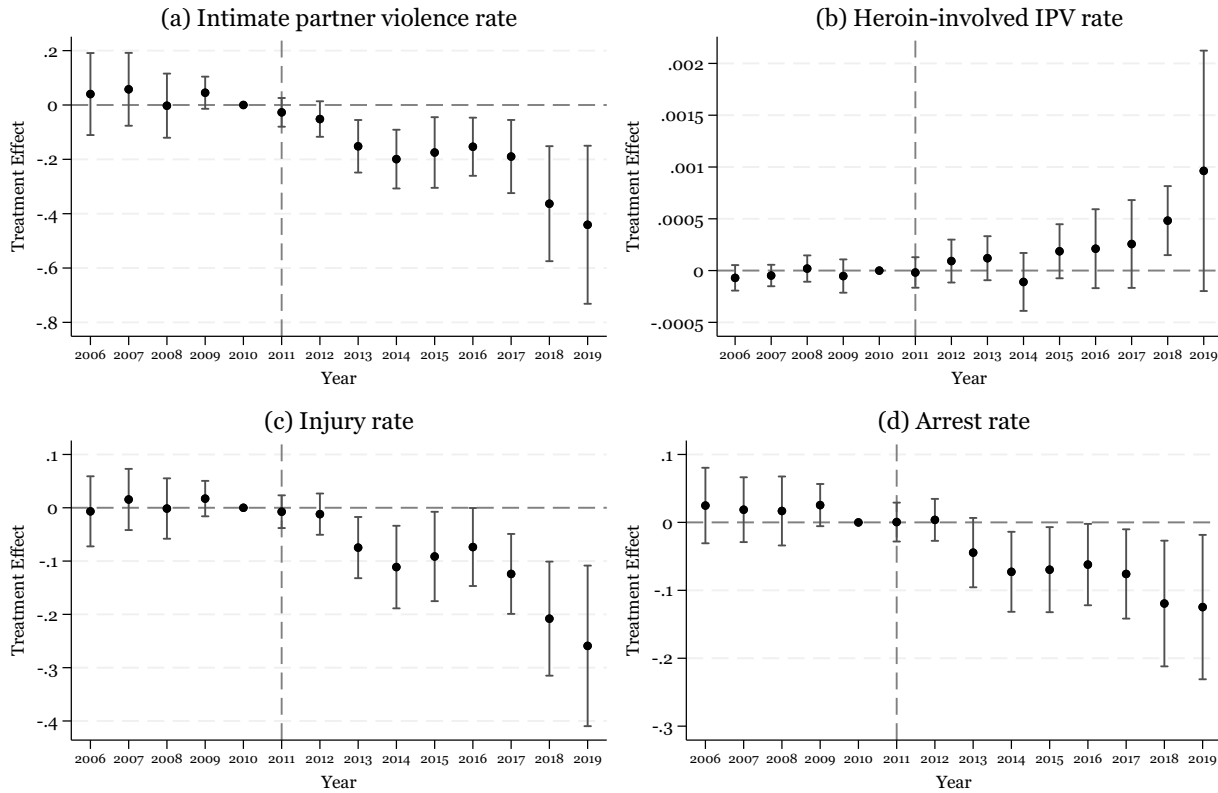 (a) Intimate partner violence rate
Treatment Effect
.2
0
-.2
-.4
-.6
-.8
2006 2007 2008 2009 2010 2011 2012 2013 2014 2015 2016 2017 2018 2019
Year
(b) Heroin-involved IPV rate
Treatment Effect
.002
.0015
.001
.0005
0
-.0005
2006 2007 2008 2009 2010 2011 2012 2013 2014 2015 2016 2017 2018 2019
Year
(c) Injury rate
Treatment Effect
.1
0
-.1
-.2
-.3
-.4
2006 2007 2008 2009 2010 2011 2012 2013 2014 2015 2016 2017 2018 2019
Year
(d) Arrest rate
Treatment Effect
.1
0
-.1
-.2
-.3
2006 2007 2008 2009 2010 2011 2012 2013 2014 2015 2016 2017 2018 2019
Year